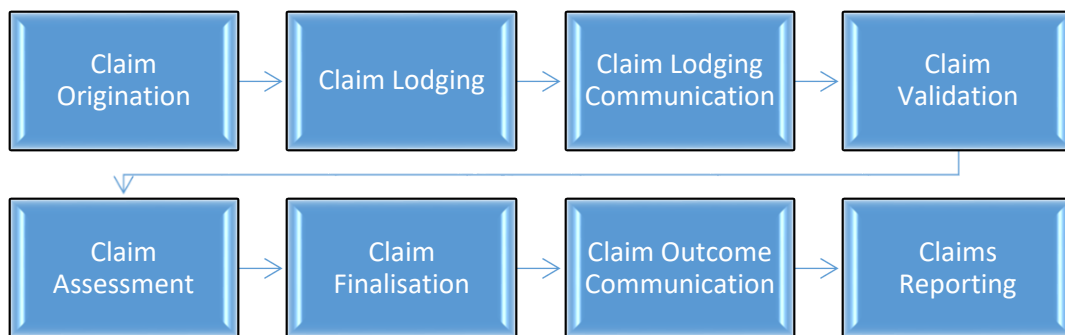 Claim
Origination
Claim Lodging
Claim Lodging
Communication
Claim
Validation
Claim
Assessment
Claim
Finalisation
Claim Outcome
Communication
Claims
Reporting